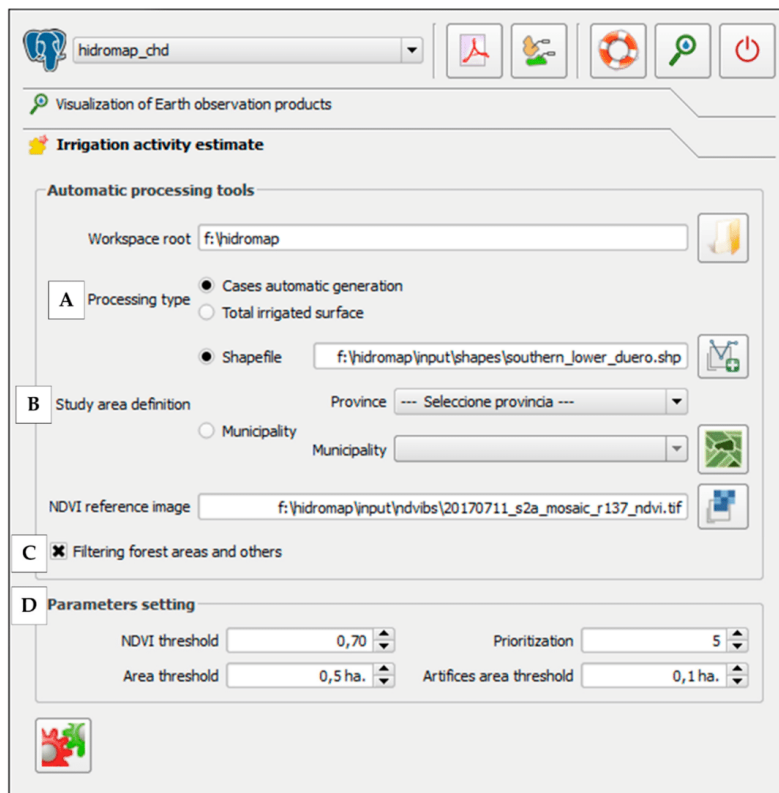 hidromap_chd
Visualization of Earth observation products
Irrigation activity estimate
Automatic processing tools
Workspace root f:\hidromap
A Processing type
Cases automatic generation
Total irrigated surface
Shapefile f:\hidromap\input\shapes\southern_lower_duero.shp
B Study area definition
Province --- Seleccione provincia ---
Municipality
Municipality
NDVI reference image f:\hidromap\input\ndvibs\20170711_s2a_mosaic_r137_ndvi.tif
C Filtering forest areas and others
D Parameters setting
NDVI threshold 0,70 Prioritization 5
Area threshold 0,5 ha. Artifices area threshold 0,1 ha.